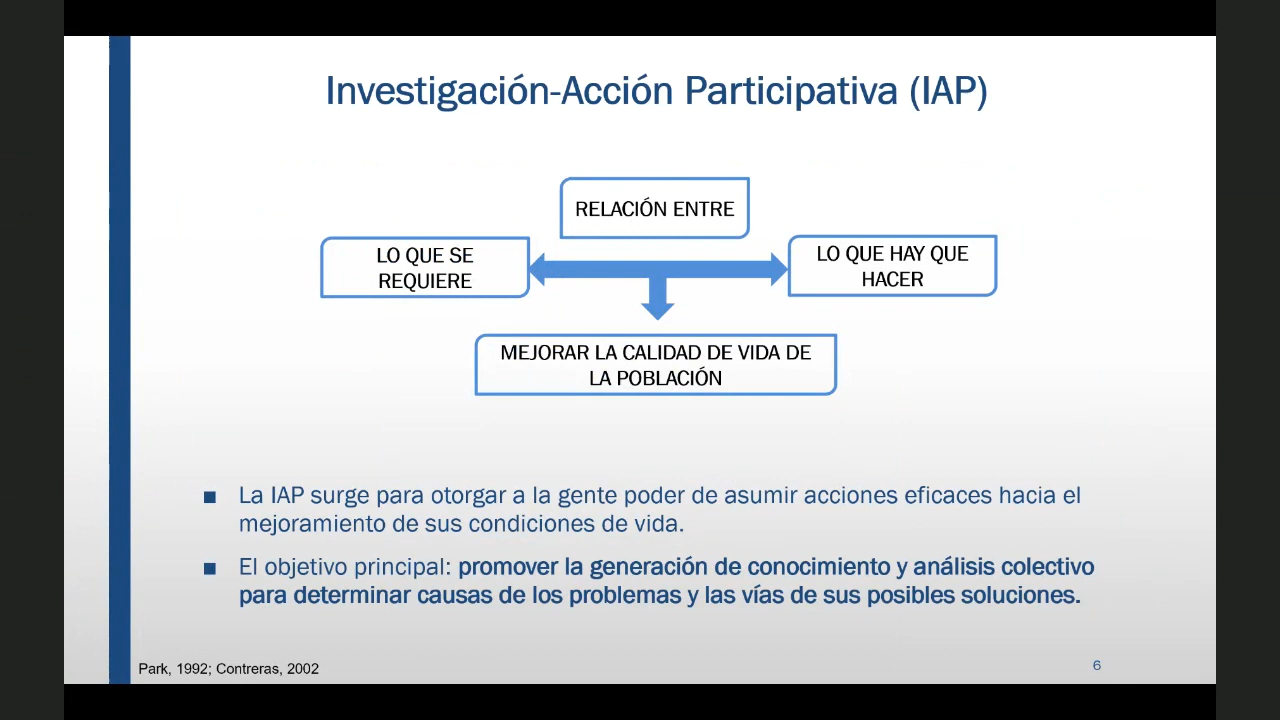 Investigación-Acción Participativa (IAP)
RELACIÓN ENTRE
LO QUE SE
REQUIERE
LO QUE HAY QUE
HACER
MEJORAR LA CALIDAD DE VIDA DE
LA POBLACIÓN
■ La IAP surge para otorgar a la gente poder de asumir acciones eficaces hacia el
mejoramiento de sus condiciones de vida.
■ El objetivo principal: promover la generación de conocimiento y análisis colectivo
para determinar causas de los problemas y las vías de sus posibles soluciones.
Park, 1992; Contreras, 2002
6